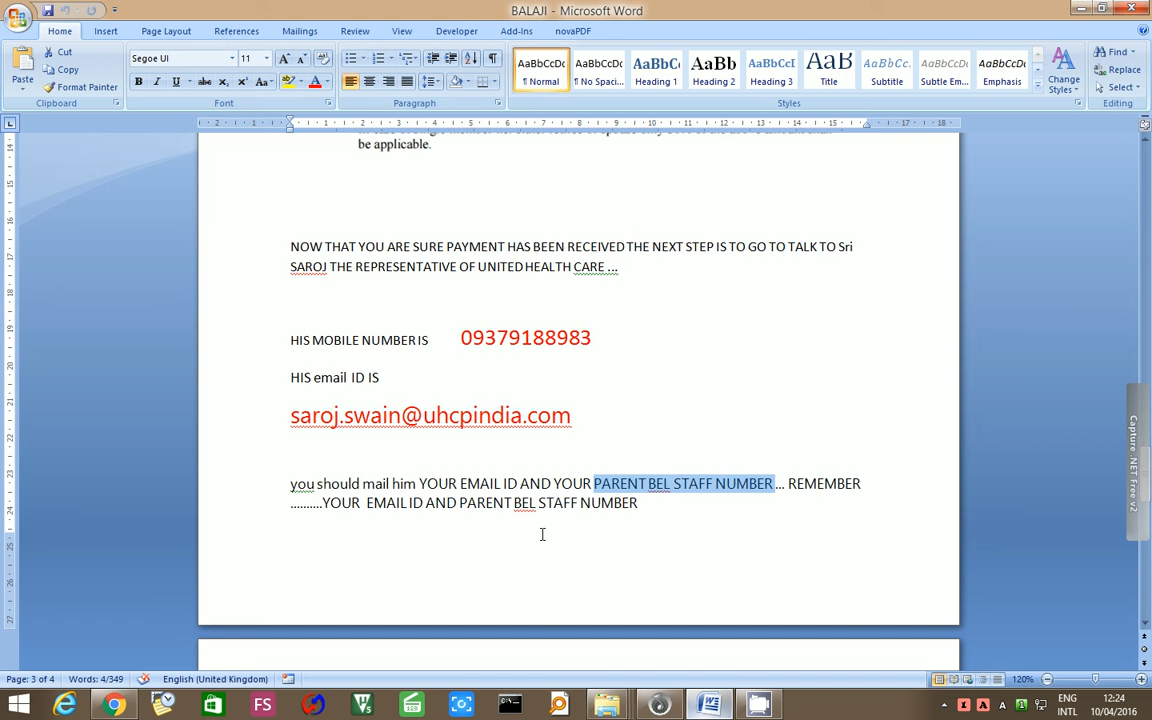 BALAJI - Microsoft Word
Home Insert Page Layout References Mailings Review View Developer Add-Ins novaPDF
Paste
Cut
Copy
Format Painter
Clipboard
Segoe UI 11
Font
Paragraph
AaBbCcDc AaBbCcDc AaBbC AaBb AaBbCcI AaB AaBbCc. AaBbCcDc AaBbCcDc
¶ Normal ¶ No Spaci... Heading 1 Heading 2 Heading 3 Title Subtitle Subtle Em... Emphasis
Change Styles
Styles
Find
Replace
Select
Editing
be applicable.
NOW THAT YOU ARE SURE PAYMENT HAS BEEN RECEIVED THE NEXT STEP IS TO GO TO TALK TO Sri
SAROJ THE REPRESENTATIVE OF UNITED HEALTH CARE ...
HIS MOBILE NUMBER IS 09379188983
HIS email ID IS
saroj.swain@uhcpindia.com
you should mail him YOUR EMAIL ID AND YOUR PARENT BEL STAFF NUMBER ... REMEMBER
..........YOUR EMAIL ID AND PARENT BEL STAFF NUMBER
Capture .NET Free v2
Page: 3 of 4 Words: 4/349 English (United Kingdom) 120%
FS
ENG 12:24
INTL 10/04/2016